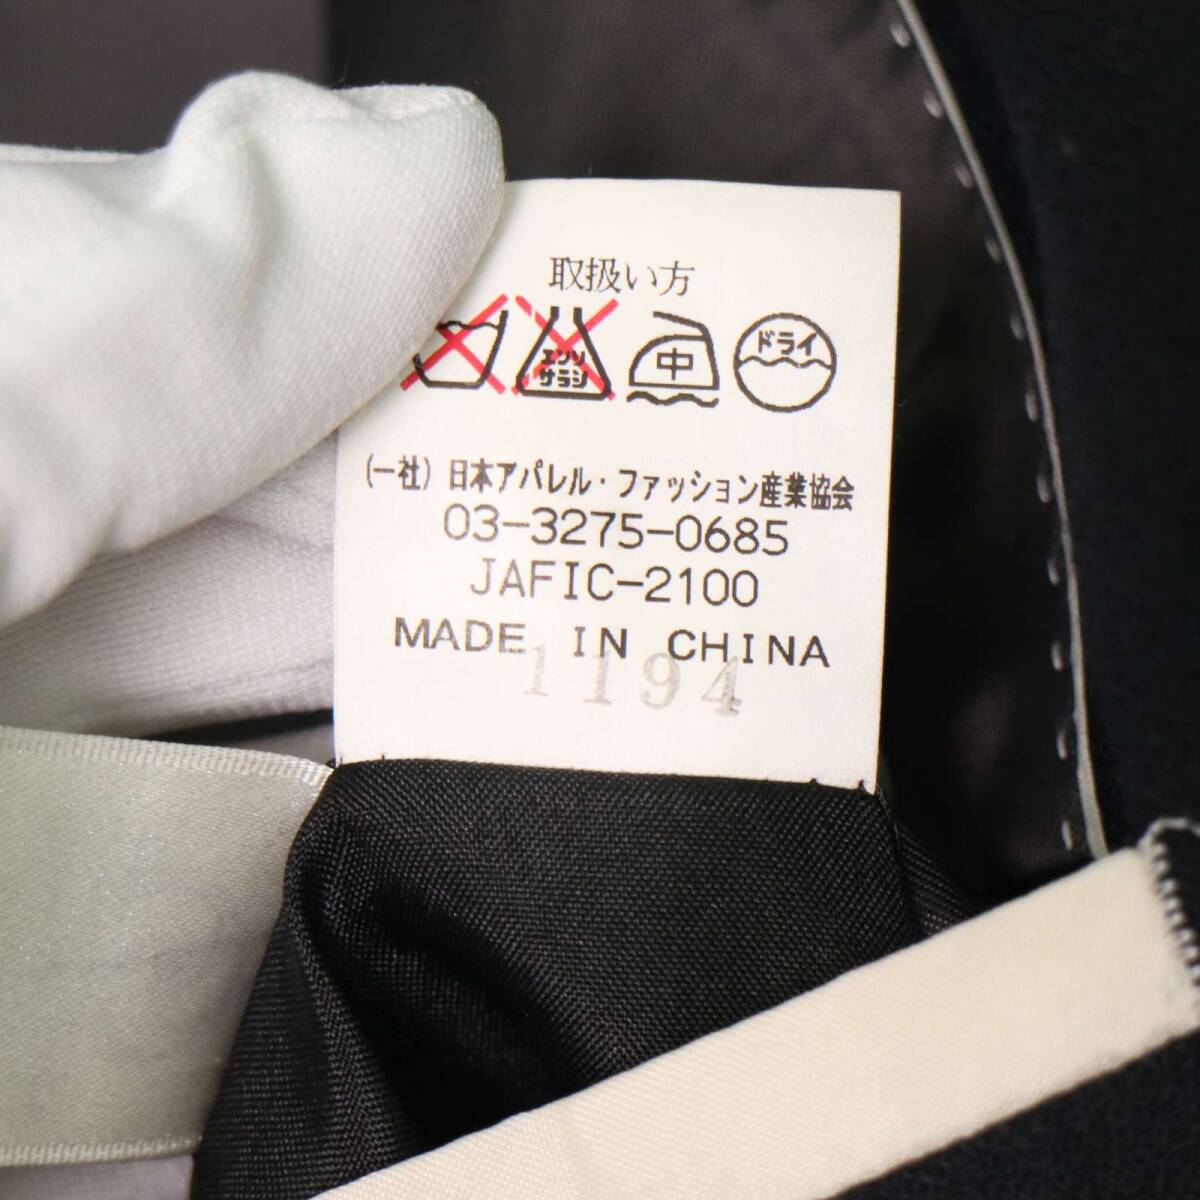 取扱い方
エンソ サラシ 中 ドライ
(一社) 日本アパレル・ファッション産業協会
03-3275-0685
JAFIC-2100
MADE IN CHINA
1194